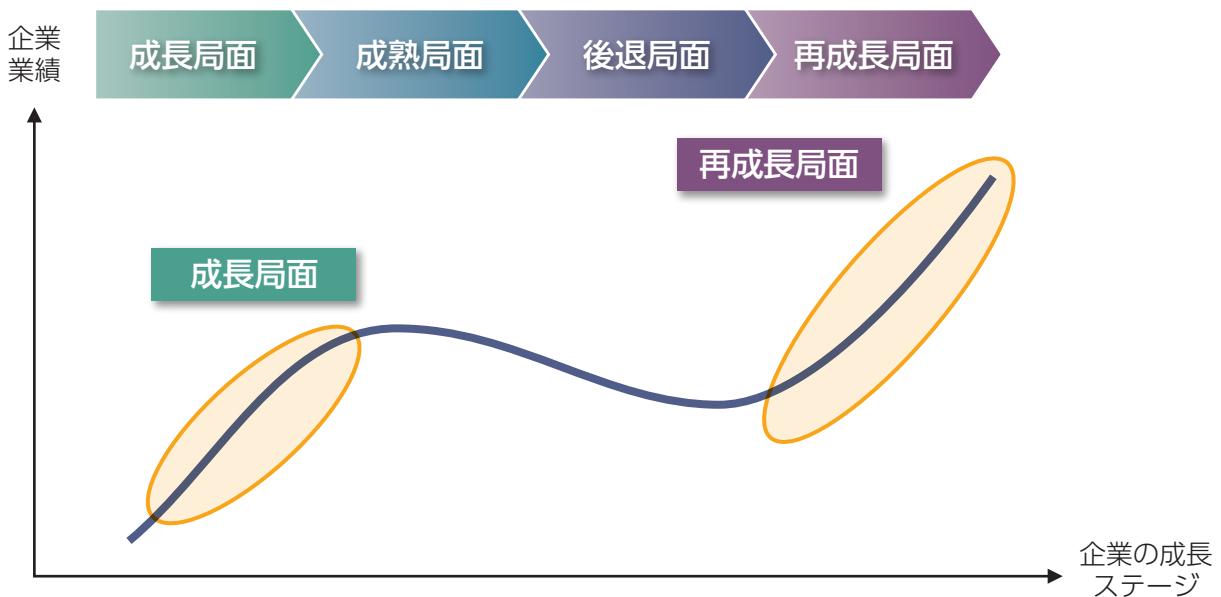 企業
業績
成長局面
成熟局面
後退局面
再成長局面
再成長局面
成長局面
企業の成長
ステージ